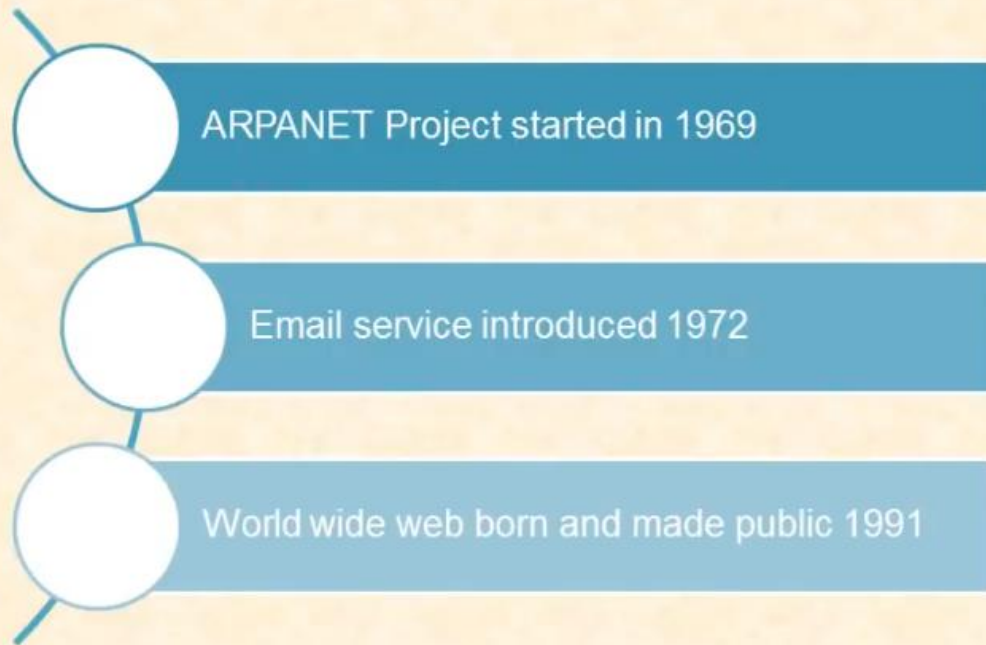 ARPANET Project started in 1969
Email service introduced 1972
World wide web born and made public 1991